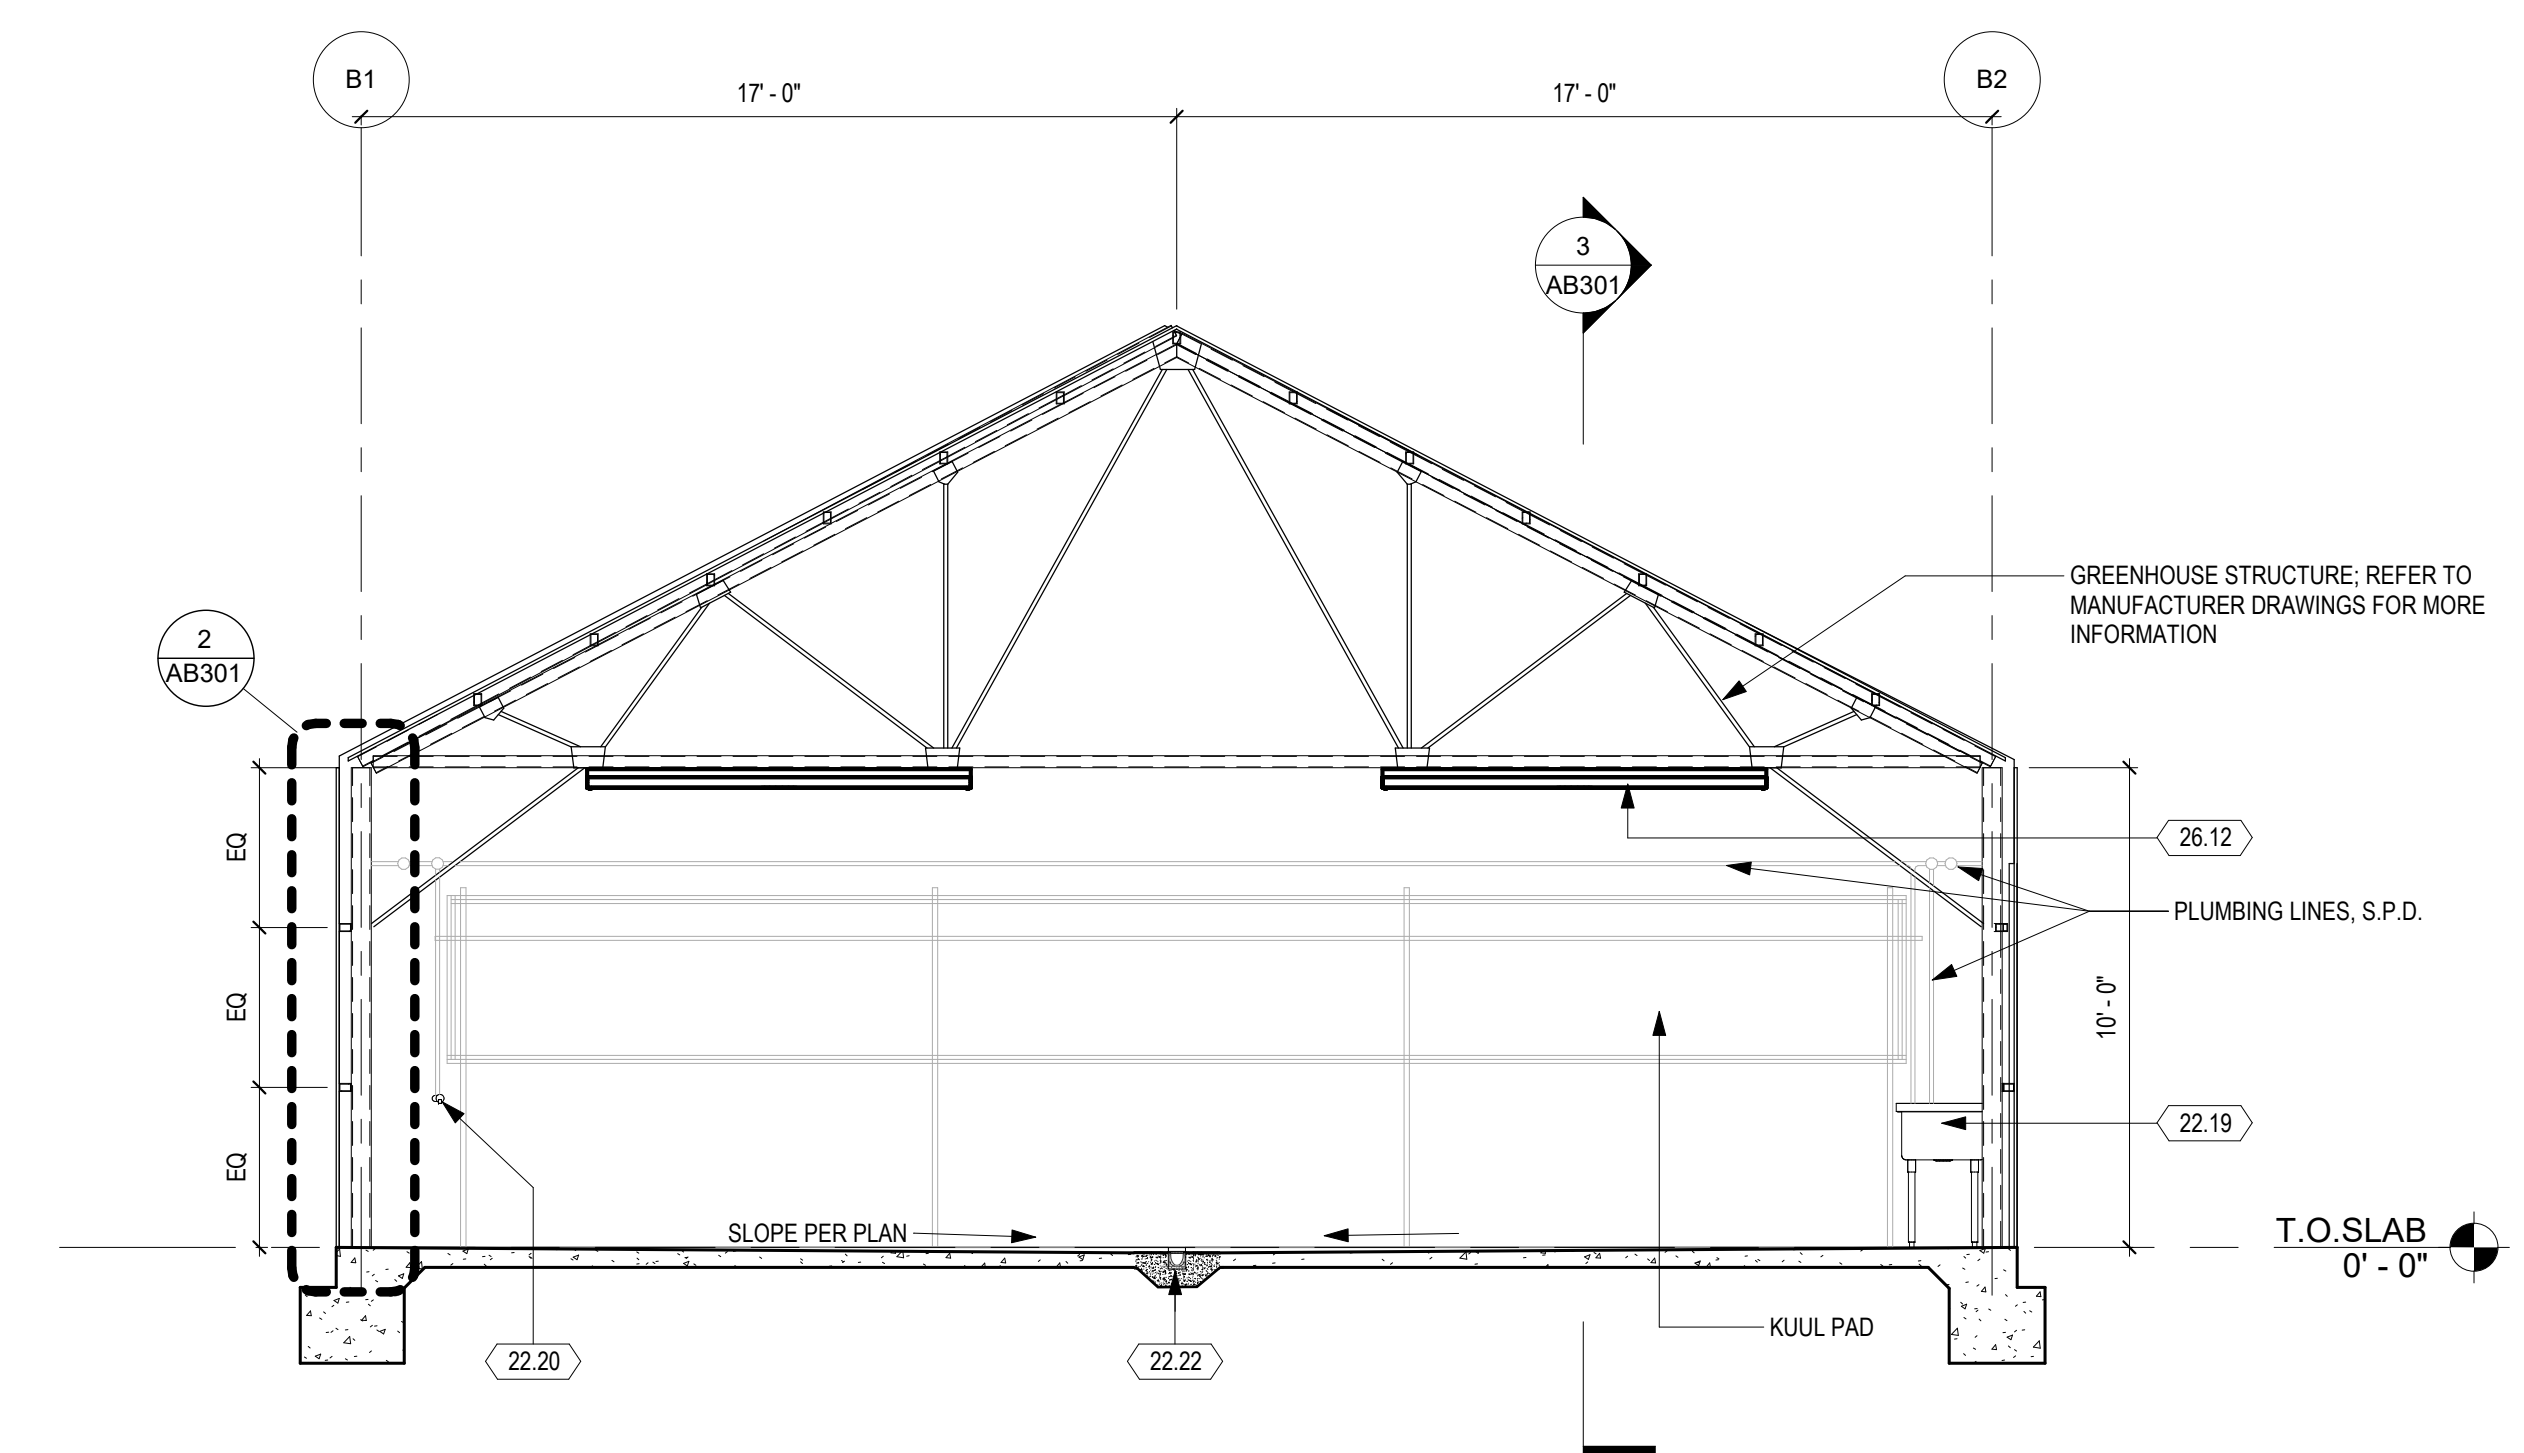 B1
17' - 0"
17' - 0"
B2
3
AB301
GREENHOUSE STRUCTURE; REFER TO
MANUFACTURER DRAWINGS FOR MORE
INFORMATION
2
AB301
EQ
EQ
EQ
26.12
PLUMBING LINES, S.P.D.
10' - 0"
22.19
SLOPE PER PLAN
T.O.SLAB
0' - 0"
KUUL PAD
22.20
22.22